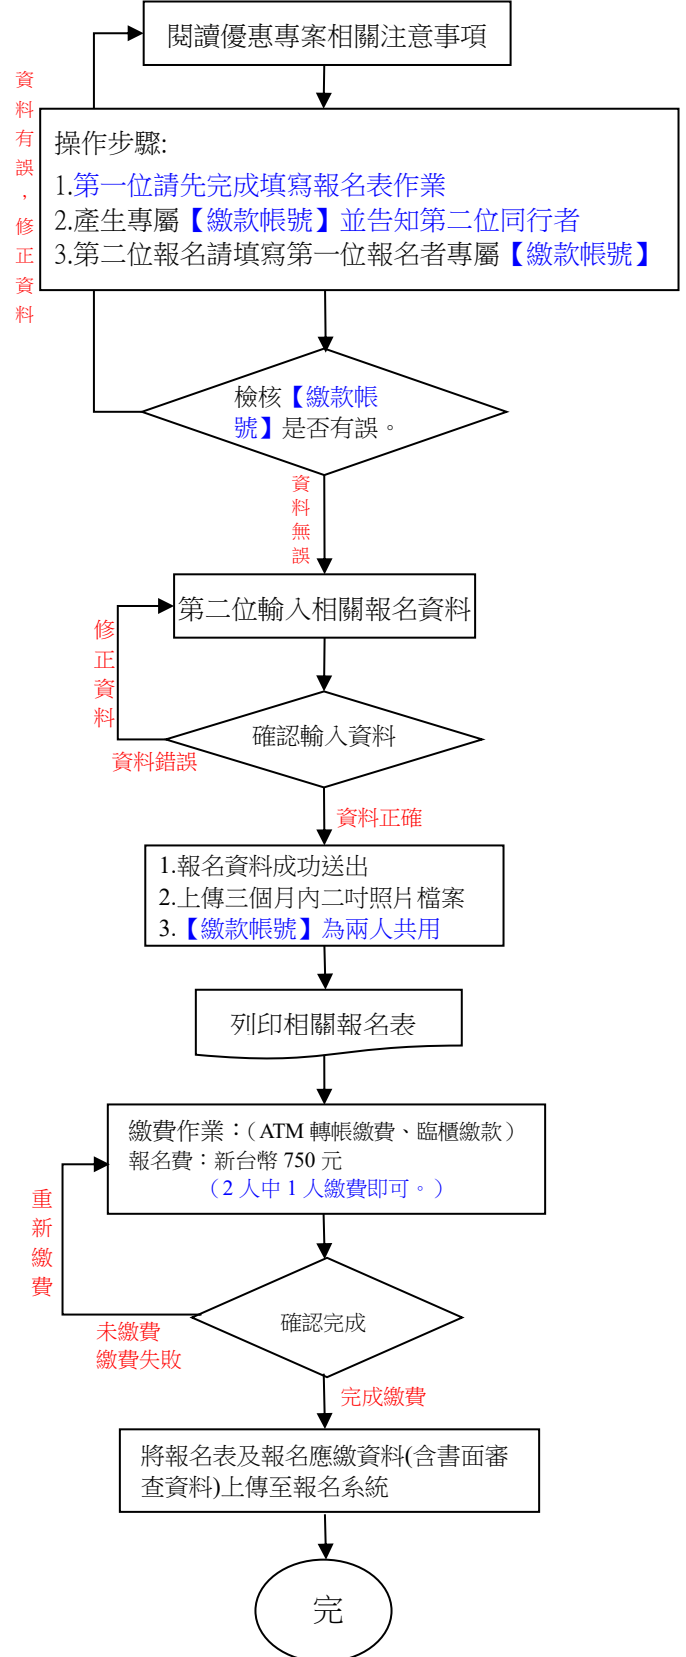 閱讀優惠專案相關注意事項
資料有誤，修正資料
操作步驟:
1.第一位請先完成填寫報名表作業
2.產生專屬【繳款帳號】並告知第二位同行者
3.第二位報名請填寫第一位報名者專屬【繳款帳號】
檢核【繳款帳
號】是否有誤。
資料無誤
第二位輸入相關報名資料
修正資料
確認輸入資料
資料錯誤
資料正確
1.報名資料成功送出
2.上傳三個月內二吋照片檔案
3.【繳款帳號】為兩人共用
列印相關報名表
繳費作業：（ATM 轉帳繳費、臨櫃繳款）
報名費：新台幣 750 元
（2 人中 1 人繳費即可。）
重新繳費
確認完成
未繳費
繳費失敗
完成繳費
將報名表及報名應繳資料(含書面審
查資料)上傳至報名系統
完